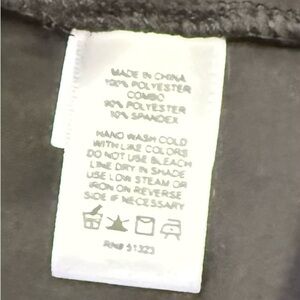 MADE IN CHINA
100% POLYESTER
COMBO
90% POLYESTER
10% SPANDEX
HAND WASH COLD
WITH LIKE COLORS
DO NOT USE BLEACH
LINE DRY IN SHADE
USE LOW STEAM OR
IRON ON REVERSE
SIDE IF NECESSARY
RN# 51323